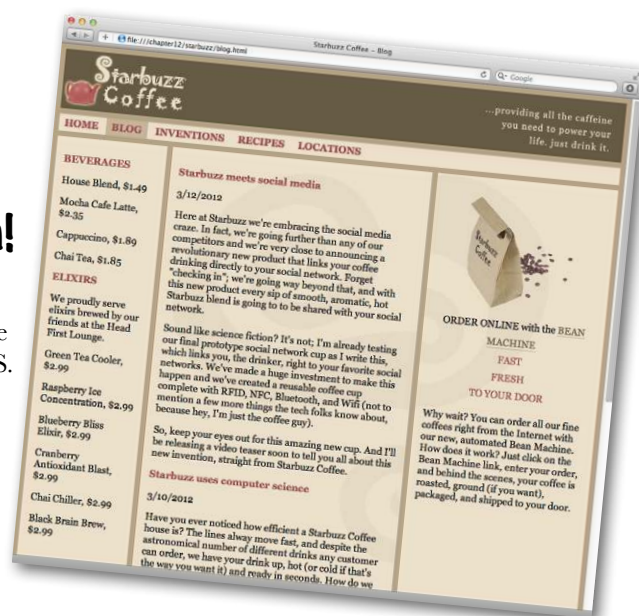 !
e
S.
file:///chapter12/starbuzz/blog.html
Starbuzz Coffee – Blog
Google
Starbuzz
Coffee
...providing all the caffeine
you need to power your
life. just drink it.
HOME BLOG INVENTIONS RECIPES LOCATIONS
BEVERAGES
House Blend, $1.49
Mocha Cafe Latte,
$2.35
Cappuccino, $1.89
Chai Tea, $1.85
ELIXIRS
We proudly serve
elixirs brewed by our
friends at the Head
First Lounge.
Green Tea Cooler,
$2.99
Raspberry Ice
Concentration, $2.99
Blueberry Bliss
Elixir, $2.99
Cranberry
Antioxidant Blast,
$2.99
Chai Chiller, $2.99
Black Brain Brew,
$2.99
Starbuzz meets social media
3/12/2012
Here at Starbuzz we're embracing the social media
craze. In fact, we're going further than any of our
competitors and we're very close to announcing a
revolutionary new product that links your coffee
drinking directly to your social network. Forget
"checking in"; we're going way beyond that, and with
this new product every sip of smooth, aromatic, hot
Starbuzz blend is going to to be shared with your social
network.
Sound like science fiction? It's not; I'm already testing
our final prototype social network cup as I write this,
which links you, the drinker, right to your favorite social
networks. We've made a huge investment to make this
happen and we've created a reusable coffee cup
complete with RFID, NFC, Bluetooth, and Wifi (not to
mention a few more things the tech folks know about,
because hey, I'm just the coffee guy).
So, keep your eyes out for this amazing new cup. And I'll
be releasing a video teaser soon to tell you all about this
new invention, straight from Starbuzz Coffee.
Starbuzz uses computer science
3/10/2012
Have you ever noticed how efficient a Starbuzz Coffee
house is? The lines alway move fast, and despite the
astronomical number of different drinks any customer
can order, we have your drink up, hot (or cold if that's
the way you want it) and ready in seconds. How do we
Starbuzz
Coffee
ORDER ONLINE with the BEAN
MACHINE
FAST
FRESH
TO YOUR DOOR
Why wait? You can order all our fine
coffees right from the Internet with
our new, automated Bean Machine.
How does it work? Just click on the
Bean Machine link, enter your order,
and behind the scenes, your coffee is
roasted, ground (if you want),
packaged, and shipped to your door.